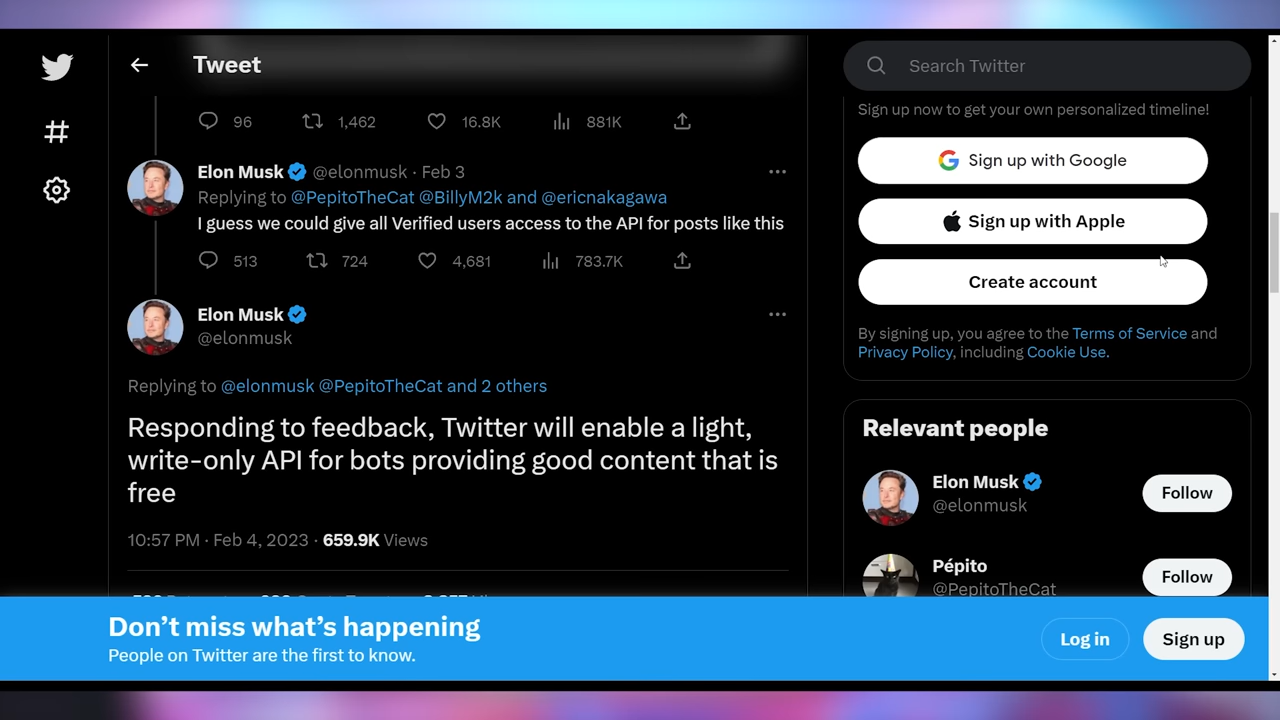 Tweet
96 1,462 16.8K 881K
Elon Musk @elonmusk · Feb 3
Replying to @PepitoTheCat @BillyM2k and @ericnakagawa
I guess we could give all Verified users access to the API for posts like this
513 724 4,681 783.7K
Elon Musk
@elonmusk
Replying to @elonmusk @PepitoTheCat and 2 others
Responding to feedback, Twitter will enable a light,
write-only API for bots providing good content that is
free
10:57 PM · Feb 4, 2023 · 659.9K Views
Search Twitter
Sign up now to get your own personalized timeline!
Sign up with Google
Sign up with Apple
Create account
By signing up, you agree to the Terms of Service and
Privacy Policy, including Cookie Use.
Relevant people
Elon Musk
@elonmusk
Follow
Pépito
@PepitoTheCat
Follow
Don’t miss what’s happening
People on Twitter are the first to know.
Log in
Sign up